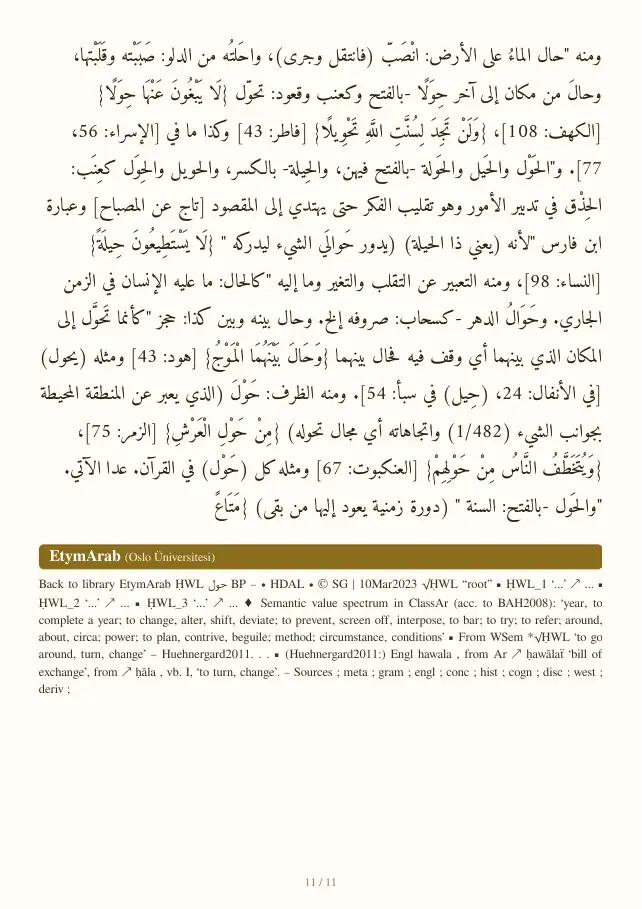 ومنه "حال الماءُ على الأرض: انْصَبّ (فانتقل وجرى)، واحَلتُه من الدلو: صَبَبْته وقَلَبْتها،
وحالَ من مكان إلى آخر حِوَلًا -بالفتح وكعنب وقعود: تحوّل {لَا يَبْغُونَ عَنْهَا حِوَلًا}
[الكهف: 108]، {وَلَنْ تَجِدَ لِسُنَّتِ اللَّهِ تَحْوِيلًا} [فاطر: 43] وكذا ما في [الإسراء: 56،
77]. و"الحَوْل والحَيل والحَولة -بالفتح فيهن، والحِيلة- بالكسر، والحويل والحِوَل كعِنَب:
الحِذْق في تدبير الأمور وهو تقليب الفكر حتى يهتدي إلى المقصود [تاج عن المصباح] وعبارة
ابن فارس "لأنه (يعني ذا الحيلة) (يدور حَوالَي الشيء ليدركه " {لَا يَسْتَطِيعُونَ حِيلَةً}
[النساء: 98]، ومنه التعبير عن التقلب والتغير وما إليه "كالحال: ما عليه الإنسان في الزمن
الجاري. وحَوَالُ الدهر -كسحاب: صروفه إلخ. وحال بينه وبين كذا: حجز "كأنما تَحوَّل إلى
المكان الذي بينهما أي وقف فيه فحال بينهما {وَحَالَ بَيْنَهُمَا الْمَوْجُ} [هود: 43] ومثله (يحول)
[في الأنفال: 24، (حِيل) في سبأ: 54]. ومنه الظرف: حَوْلَ (الذي يعبر عن المنطقة المحيطة
بجوانب الشيء (1/482) واتجاهاته أي مجال تحوله) {مِنْ حَوْلِ الْعَرْشِ} [الزمر: 75]،
{وَيُتَخَطَّفُ النَّاسُ مِنْ حَوْلِهِمْ} [العنكبوت: 67] ومثله كل (حَوْل) في القرآن. عدا الآتي.
"والحَول -بالفتح: السنة " (دورة زمنية يعود إليها من بقى) {مَتَاعً
EtymArab (Oslo Üniversitesi)
Back to library EtymArab ḤWL حول BP – • HDAL • © SG | 10Mar2023 √ḤWL “root” ▪ ḤWL_1 ‘...’ ↗ ... ▪
ḤWL_2 ‘...’ ↗ ... ▪ ḤWL_3 ‘...’ ↗ ... ♦ Semantic value spectrum in ClassAr (acc. to BAH2008): ‘year, to
complete a year; to change, alter, shift, deviate; to prevent, screen off, interpose, to bar; to try; to refer; around,
about, circa; power; to plan, contrive, beguile; method; circumstance, conditions’ ▪ From WSem *√ḤWL ‘to go
around, turn, change’ – Huehnergard2011. . . ▪ (Huehnergard2011:) Engl hawala , from Ar ↗ ḥawālaẗ ‘bill of
exchange’, from ↗ ḥāla , vb. I, ‘to turn, change’. – Sources ; meta ; gram ; engl ; conc ; hist ; cogn ; disc ; west ;
deriv ;
11 / 11